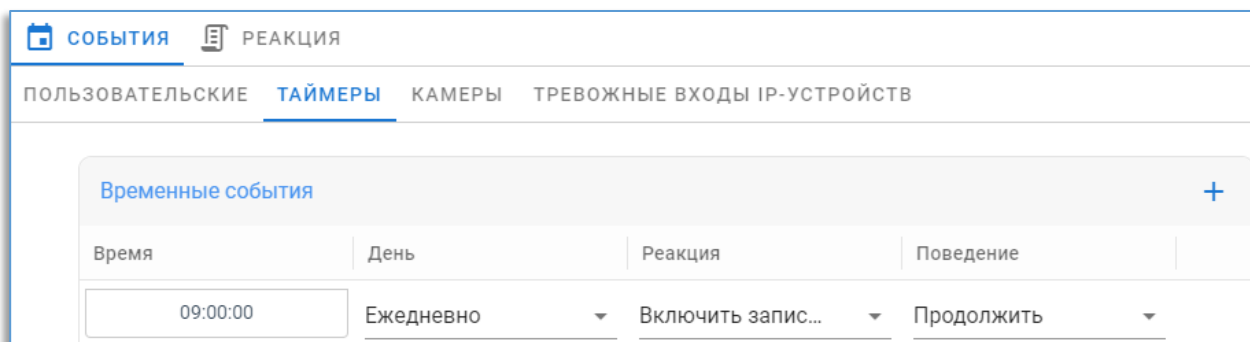 СОБЫТИЯ РЕАКЦИЯ
ПОЛЬЗОВАТЕЛЬСКИЕ ТАЙМЕРЫ КАМЕРЫ ТРЕВОЖНЫЕ ВХОДЫ IP-УСТРОЙСТВ
Временные события +
Время День Реакция Поведение
09:00:00 Ежедневно Включить запис... Продолжить